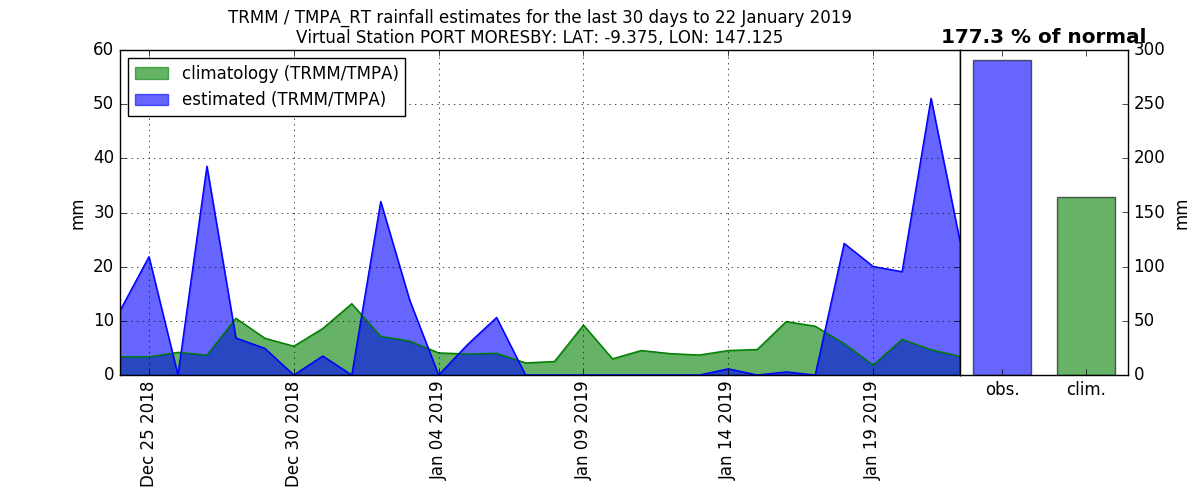 TRMM / TMPA_RT rainfall estimates for the last 30 days to 22 January 2019
Virtual Station PORT MORESBY: LAT: -9.375, LON: 147.125
177.3 % of normal
climatology (TRMM/TMPA)
estimated (TRMM/TMPA)
60
50
40
30
20
10
0
mm
Dec 25 2018
Dec 30 2018
Jan 04 2019
Jan 09 2019
Jan 14 2019
Jan 19 2019
obs.
clim.
300
250
200
150
100
50
0
mm